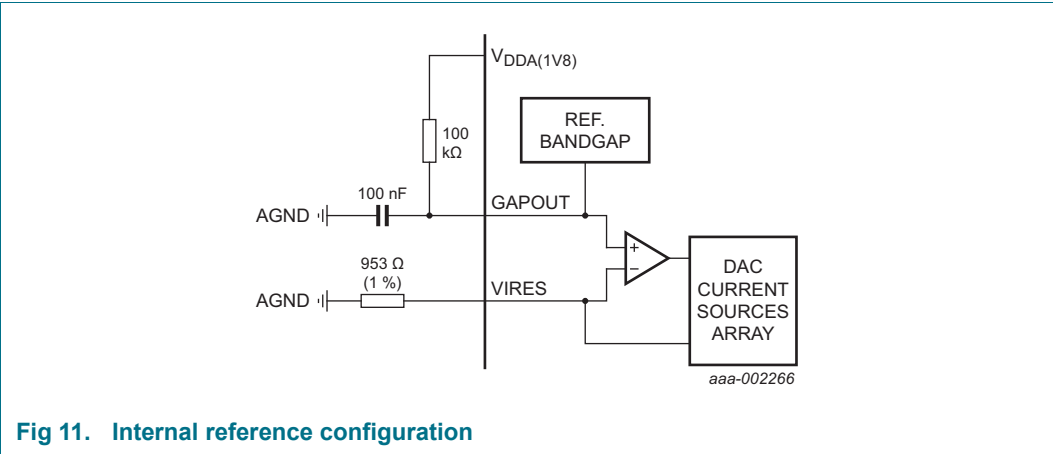 VDDA(1V8)
100
kΩ
REF.
BANDGAP
100 nF
GAPOUT
AGND
+
−
953 Ω
(1 %)
VIRES
AGND
DAC
CURRENT
SOURCES
ARRAY
aaa-002266
Fig 11. Internal reference configuration